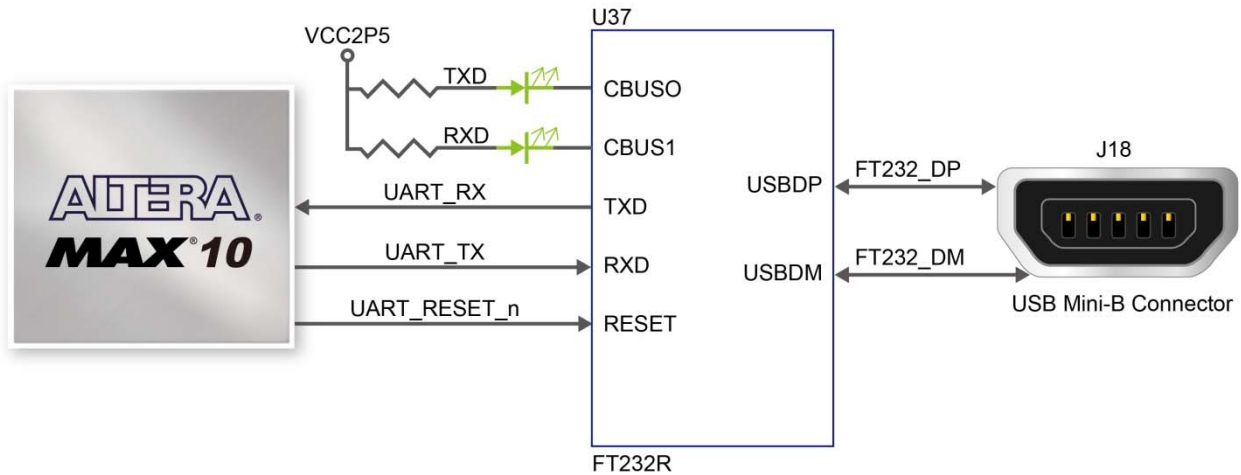 U37
VCC2P5
TXD
CBUSO
RXD
CBUS1
J18
UART_RX
TXD
USBDP
FT232_DP
ALTERA®
MAX®10
UART_TX
RXD
USBDM
FT232_DM
UART_RESET_n
RESET
USB Mini-B Connector
FT232R